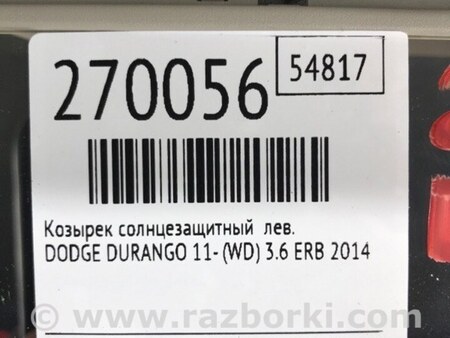 270056
54817
Козырек солнцезащитный лев.
DODGE DURANGO 11- (WD) 3.6 ERB 2014
© - www.razborki.com -